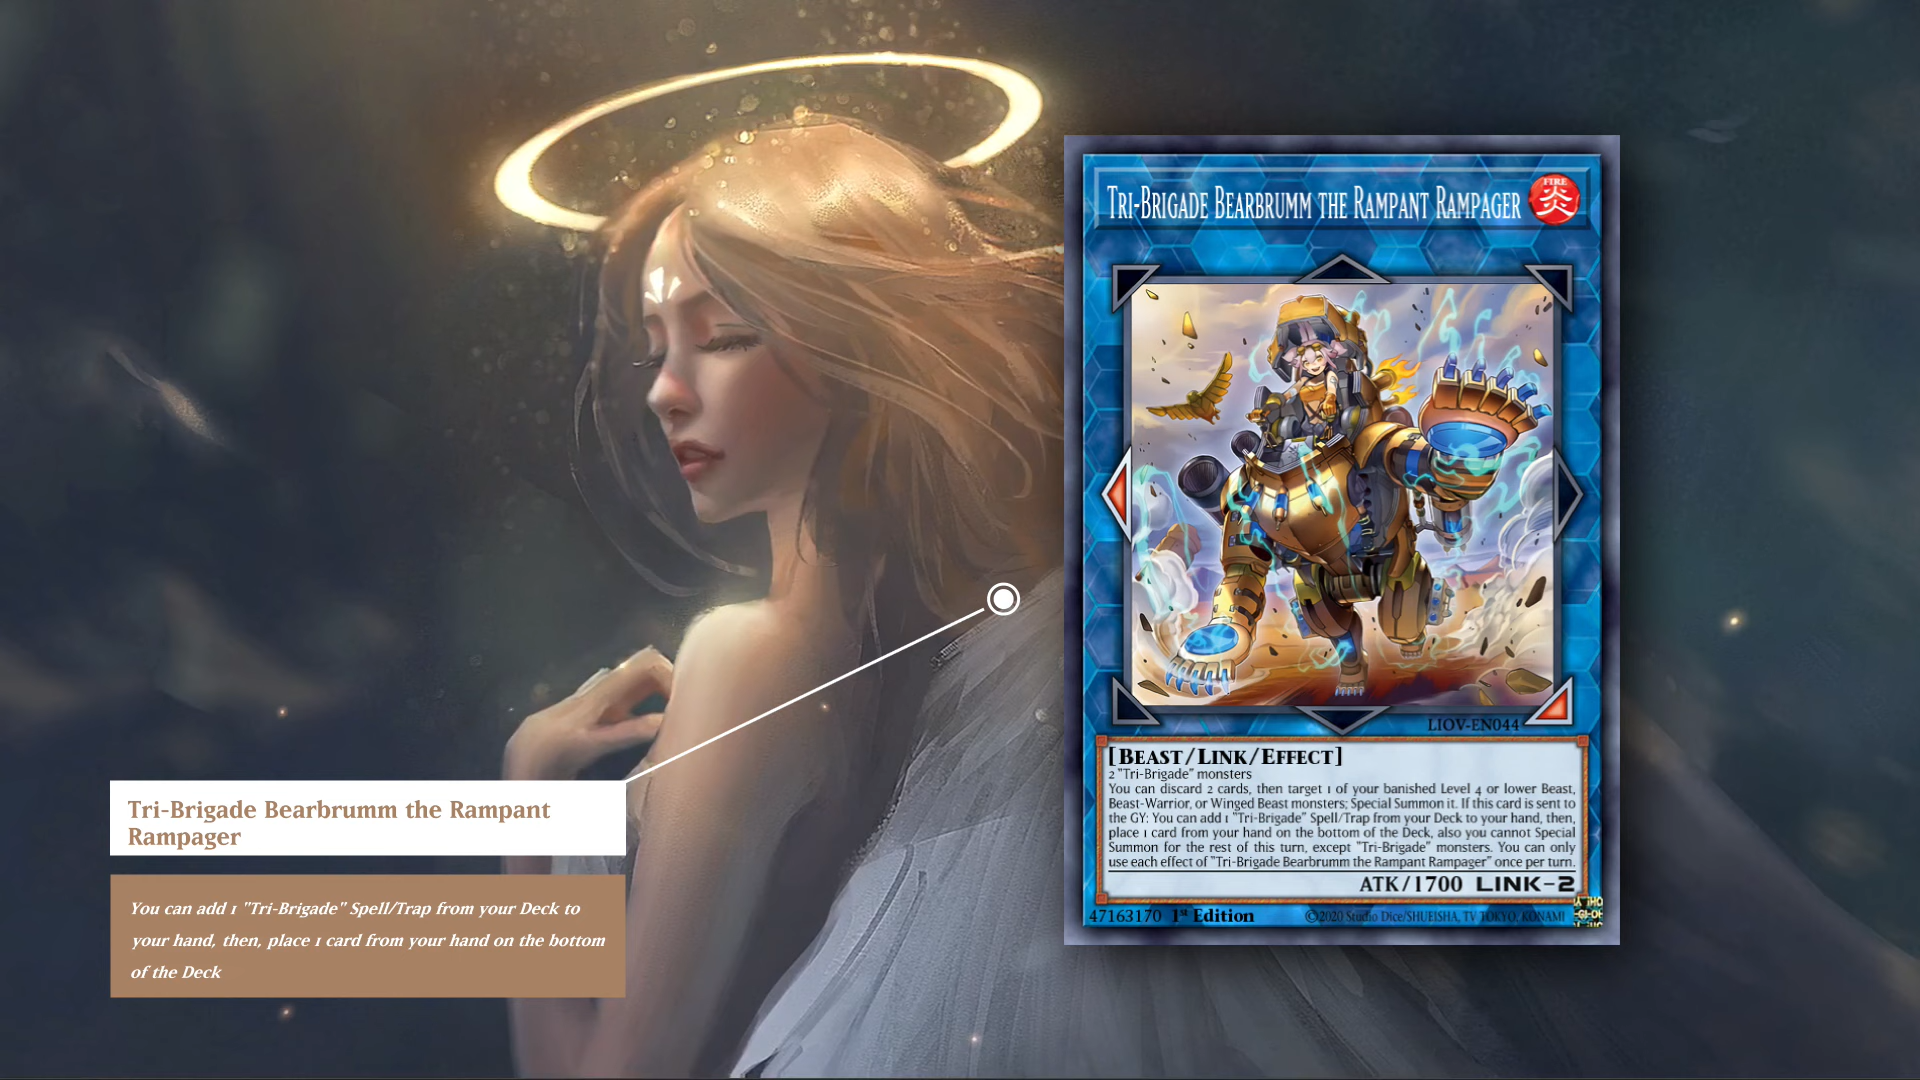 Tri-Brigade Bearbrumm the Rampant Rampager
FIRE
炎
LIOV-EN044
[Beast/Link/Effect]
2 "Tri-Brigade" monsters
You can discard 2 cards, then target 1 of your banished Level 4 or lower Beast,
Beast-Warrior, or Winged Beast monsters; Special Summon it. If this card is sent to
the GY: You can add 1 "Tri-Brigade" Spell/Trap from your Deck to your hand, then,
place 1 card from your hand on the bottom of the Deck, also you cannot Special
Summon for the rest of this turn, except "Tri-Brigade" monsters. You can only
use each effect of "Tri-Brigade Bearbrumm the Rampant Rampager" once per turn.
ATK/1700 LINK-2
47163170 1st Edition ©2020 Studio Dice/SHUEISHA, TV TOKYO, KONAMI
Tri-Brigade Bearbrumm the Rampant
Rampager
You can add 1 "Tri-Brigade" Spell/Trap from your Deck to
your hand, then, place 1 card from your hand on the bottom
of the Deck